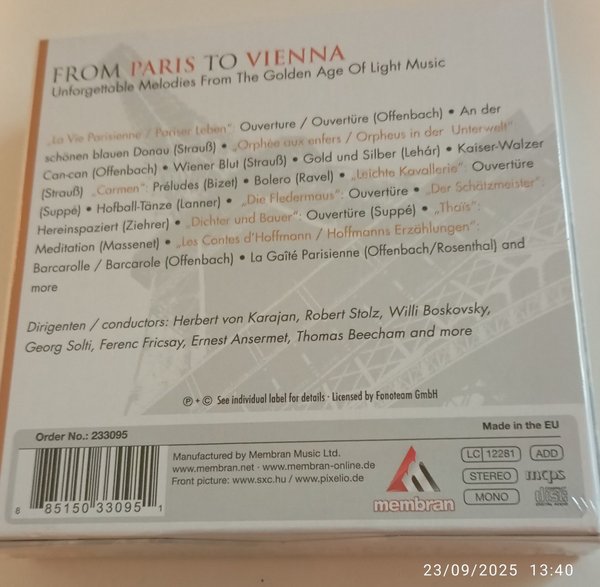 FROM PARIS TO VIENNA
Unforgettable Melodies From The Golden Age Of Light Music
„La Vie Parisienne / Pariser Leben“: Ouverture / Ouvertüre (Offenbach) • An der
schönen blauen Donau (Strauß) • „Orphée aux enfers / Orpheus in der Unterwelt“:
Can-can (Offenbach) • Wiener Blut (Strauß) • Gold und Silber (Lehár) • Kaiser-Walzer
(Strauß) „Carmen“: Préludes (Bizet) • Bolero (Ravel) • „Leichte Kavallerie“: Ouvertüre
(Suppé) • Hofball-Tänze (Lanner) • „Die Fledermaus“: Ouvertüre • „Der Schätzmeister“:
Hereinspaziert (Ziehrer) • „Dichter und Bauer“: Ouvertüre (Suppé) • „Thaïs“:
Meditation (Massenet) • „Les Contes d'Hoffmann / Hoffmanns Erzählungen“:
Barcarolle / Barcarole (Offenbach) • La Gaîté Parisienne (Offenbach/Rosenthal) and
more
Dirigenten / conductors: Herbert von Karajan, Robert Stolz, Willi Boskovsky,
Georg Solti, Ferenc Fricsay, Ernest Ansermet, Thomas Beecham and more
℗ + © See individual label for details · Licensed by Fonoteam GmbH
Order No.: 233095
Made in the EU
Manufactured by Membran Music Ltd.
www.membran.net · www.membran-online.de
Front picture: www.sxc.hu / www.pixelio.de
membran
LC 12281
ADD
STEREO
mcps
MONO
COMPACT
disc
DIGITAL AUDIO
8 85150 33095 1
23/09/2025 13:40